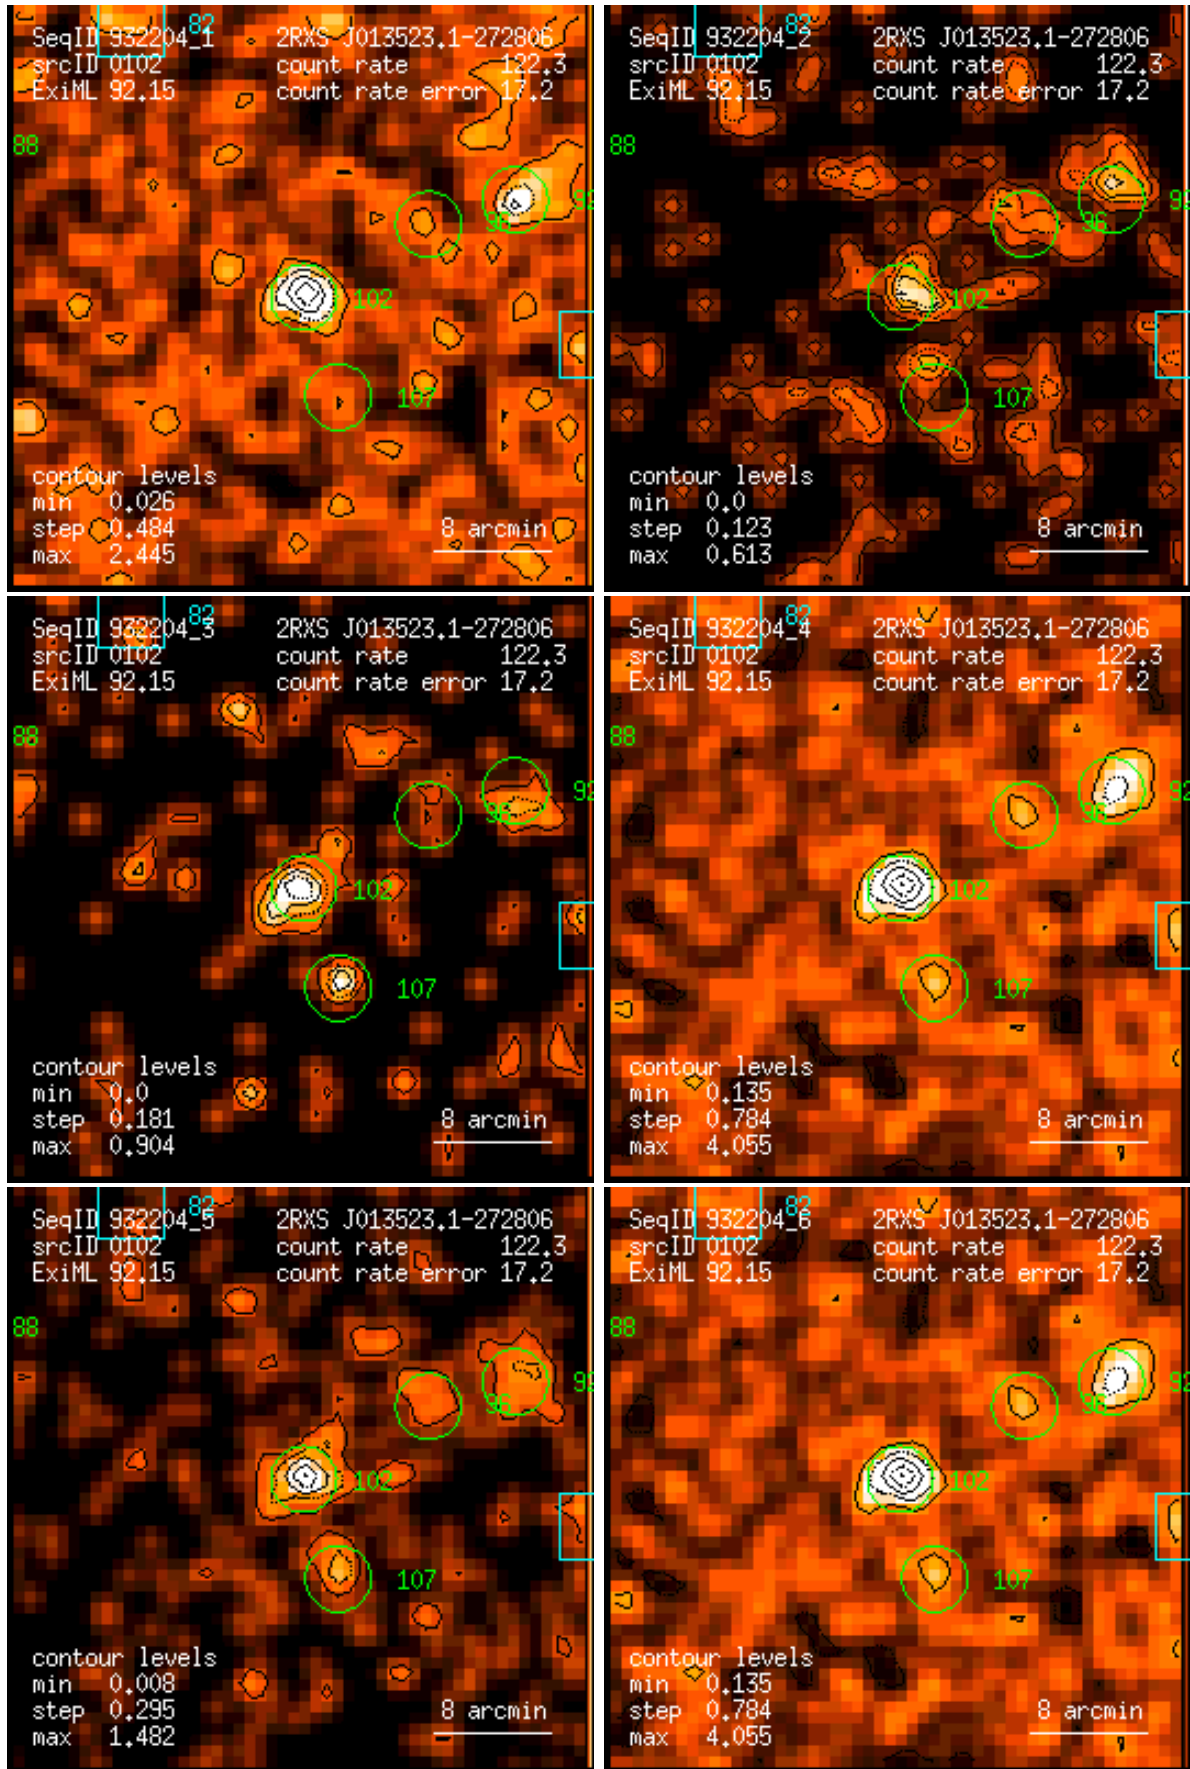 82
SeqID 932204_1 2RXS J013523.1-272806
srcID 0102 count rate 122.3
ExiML 92.15 count rate error 17.2
88
92
96
102
107
contour levels
min 0.026
step 0.484 8 arcmin
max 2.445
82
SeqID 932204_2 2RXS J013523.1-272806
srcID 0102 count rate 122.3
ExiML 92.15 count rate error 17.2
88
92
96
102
107
contour levels
min 0.0
step 0.123 8 arcmin
max 0.613
82
SeqID 932204_3 2RXS J013523.1-272806
srcID 0102 count rate 122.3
ExiML 92.15 count rate error 17.2
88
92
96
102
107
contour levels
min 0.0
step 0.181 8 arcmin
max 0.904
82
SeqID 932204_4 2RXS J013523.1-272806
srcID 0102 count rate 122.3
ExiML 92.15 count rate error 17.2
88
92
96
102
107
contour levels
min 0.135
step 0.784 8 arcmin
max 4.055
82
SeqID 932204_5 2RXS J013523.1-272806
srcID 0102 count rate 122.3
ExiML 92.15 count rate error 17.2
88
92
96
102
107
contour levels
min 0.008
step 0.295 8 arcmin
max 1.482
82
SeqID 932204_6 2RXS J013523.1-272806
srcID 0102 count rate 122.3
ExiML 92.15 count rate error 17.2
88
92
96
102
107
contour levels
min 0.135
step 0.784 8 arcmin
max 4.055